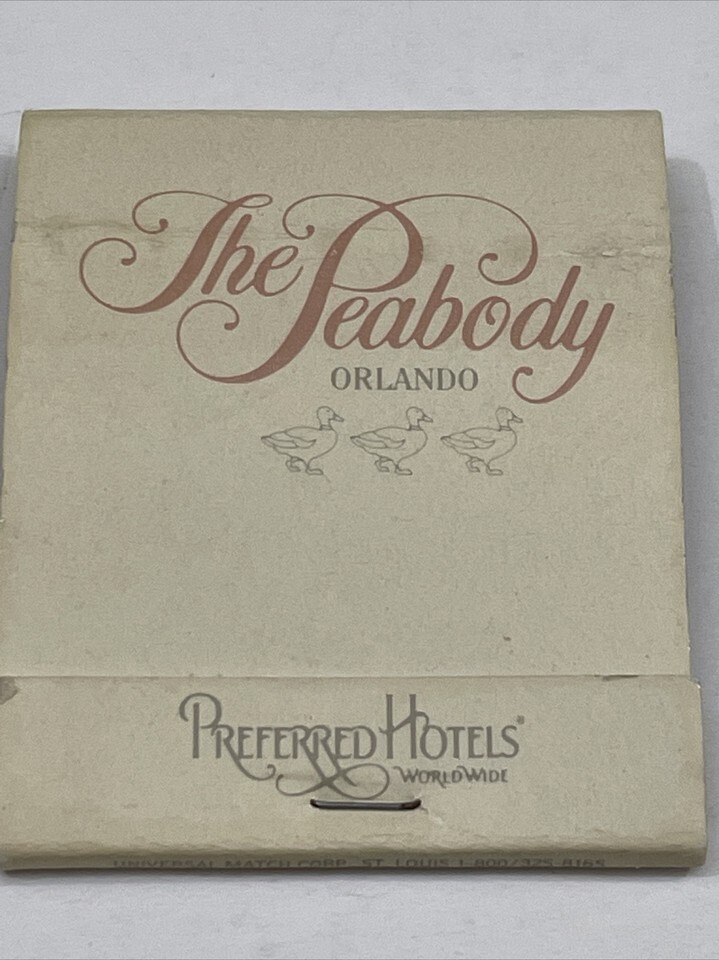 The Peabody
ORLANDO
PREFERRED HOTELS®
WORLDWIDE
UNIVERSAL MATCH CORP. ST. LOUIS 1-800/325-8165